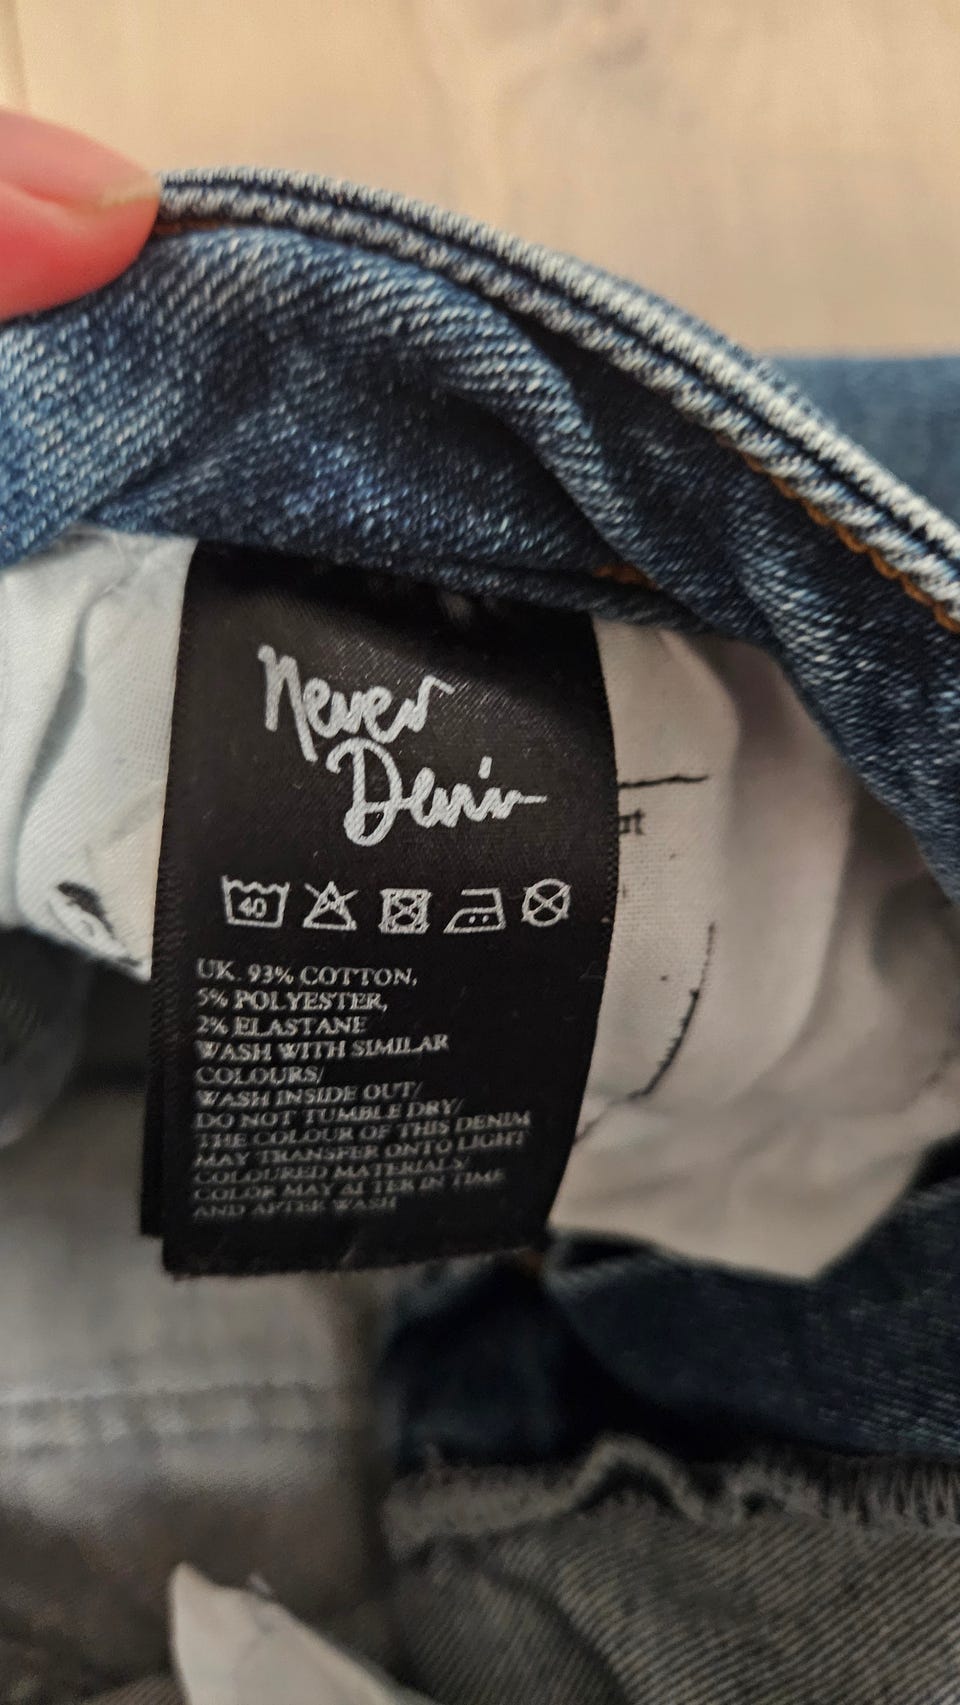 Never
Denim
40
UK. 93% COTTON,
5% POLYESTER,
2% ELASTANE
WASH WITH SIMILAR
COLOURS/
WASH INSIDE OUT/
DO NOT TUMBLE DRY/
THE COLOUR OF THIS DENIM
MAY TRANSFER ONTO LIGHT
COLOURED MATERIALS/
COLOR MAY ALTER IN TIME
AND AFTER WASH